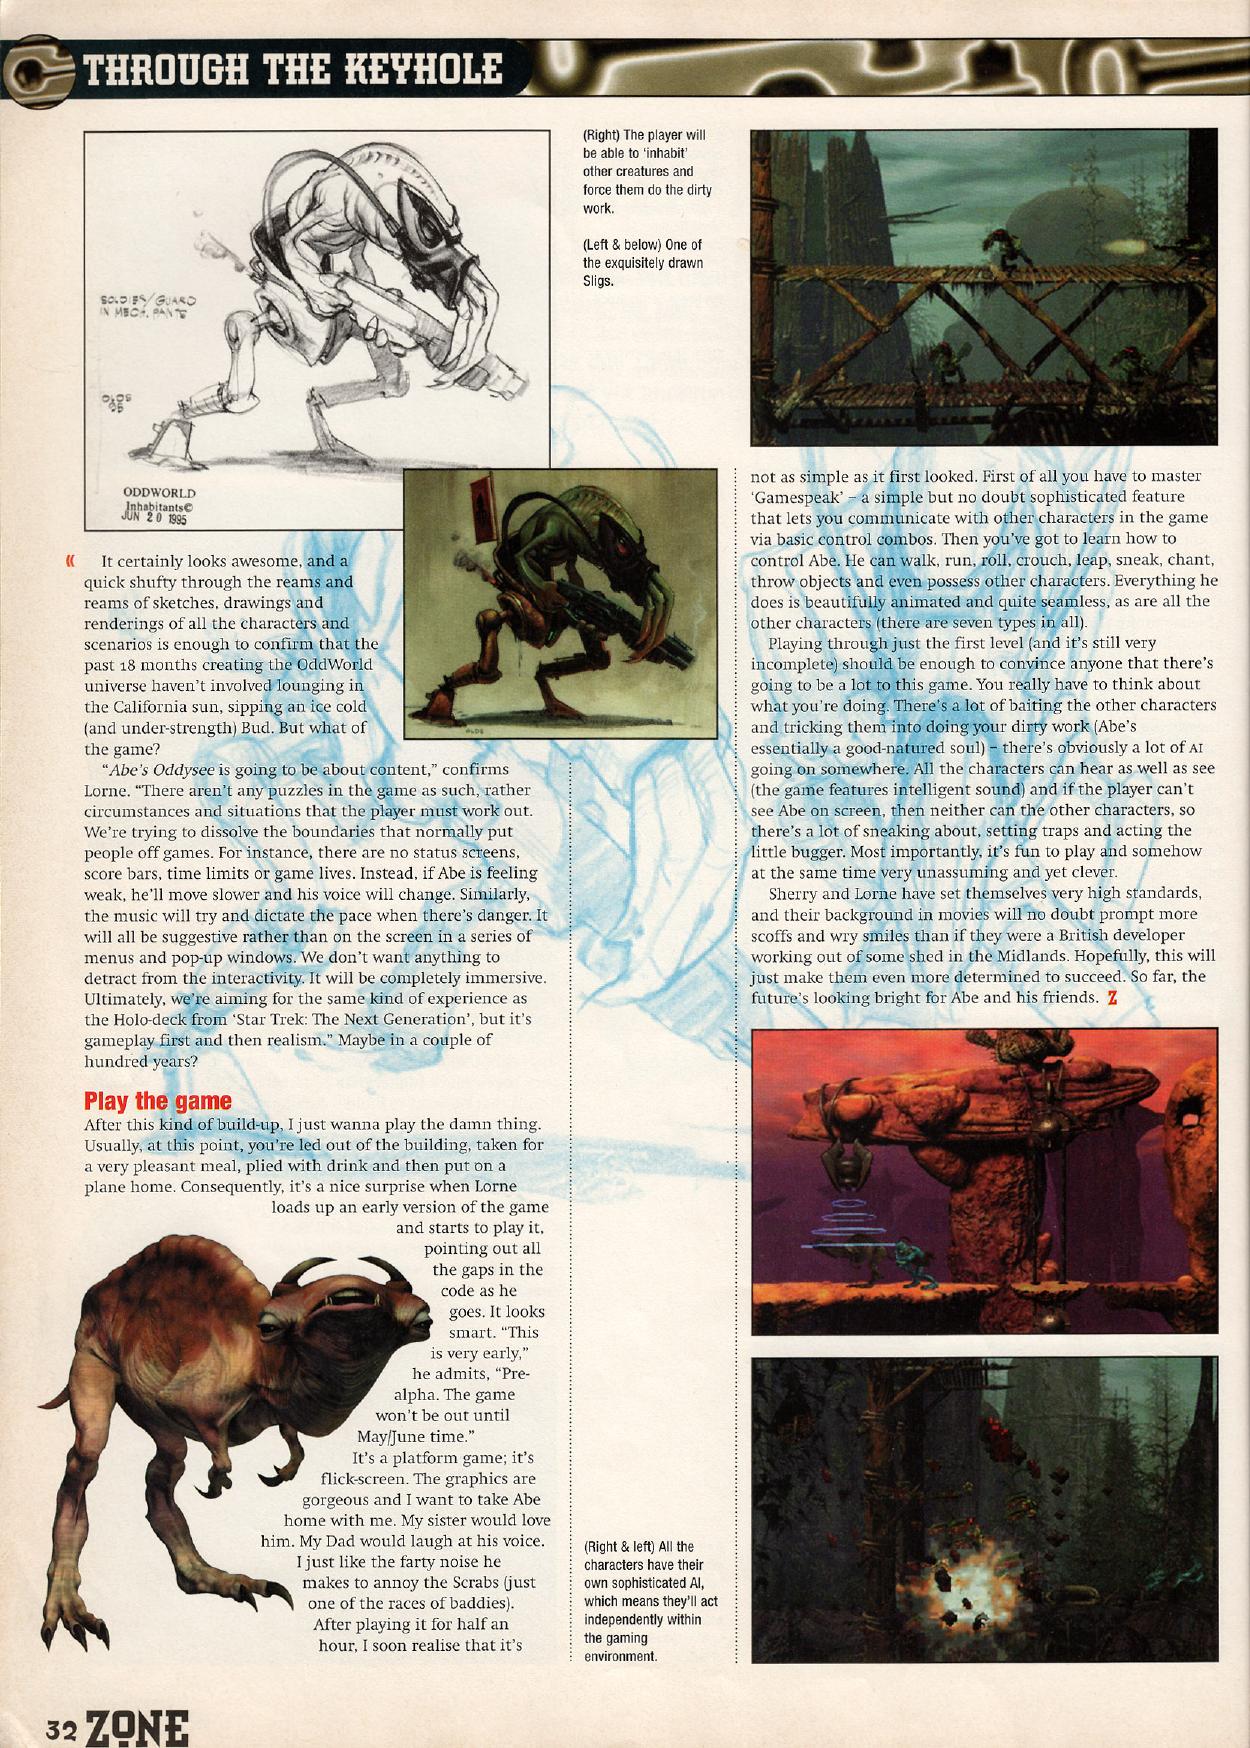 THROUGH THE KEYHOLE
SOLDIER/GUARD
IN MECH. PANTS
OLDS
95
ODDWORLD
Inhabitants©
JUN 20 1995
(Right) The player will
be able to ‘inhabit’
other creatures and
force them do the dirty
work.
(Left & below) One of
the exquisitely drawn
Sligs.
OLDS
« It certainly looks awesome, and a
quick shufty through the reams and
reams of sketches, drawings and
renderings of all the characters and
scenarios is enough to confirm that the
past 18 months creating the OddWorld
universe haven’t involved lounging in
the California sun, sipping an ice cold
(and under-strength) Bud. But what of
the game?
“Abe’s Oddysee is going to be about content,” confirms
Lorne. “There aren’t any puzzles in the game as such, rather
circumstances and situations that the player must work out.
We’re trying to dissolve the boundaries that normally put
people off games. For instance, there are no status screens,
score bars, time limits or game lives. Instead, if Abe is feeling
weak, he’ll move slower and his voice will change. Similarly,
the music will try and dictate the pace when there’s danger. It
will all be suggestive rather than on the screen in a series of
menus and pop-up windows. We don’t want anything to
detract from the interactivity. It will be completely immersive.
Ultimately, we’re aiming for the same kind of experience as
the Holo-deck from ‘Star Trek: The Next Generation’, but it’s
gameplay first and then realism.” Maybe in a couple of
hundred years?
Play the game
After this kind of build-up, I just wanna play the damn thing.
Usually, at this point, you’re led out of the building, taken for
a very pleasant meal, plied with drink and then put on a
plane home. Consequently, it’s a nice surprise when Lorne
loads up an early version of the game
and starts to play it,
pointing out all
the gaps in the
code as he
goes. It looks
smart. “This
is very early,”
he admits, “Pre-
alpha. The game
won’t be out until
May/June time.”
It’s a platform game; it’s
flick-screen. The graphics are
gorgeous and I want to take Abe
home with me. My sister would love
him. My Dad would laugh at his voice.
I just like the farty noise he
makes to annoy the Scrabs (just
one of the races of baddies).
After playing it for half an
hour, I soon realise that it’s
not as simple as it first looked. First of all you have to master
‘Gamespeak’ – a simple but no doubt sophisticated feature
that lets you communicate with other characters in the game
via basic control combos. Then you’ve got to learn how to
control Abe. He can walk, run, roll, crouch, leap, sneak, chant,
throw objects and even possess other characters. Everything he
does is beautifully animated and quite seamless, as are all the
other characters (there are seven types in all).
Playing through just the first level (and it’s still very
incomplete) should be enough to convince anyone that there’s
going to be a lot to this game. You really have to think about
what you’re doing. There’s a lot of baiting the other characters
and tricking them into doing your dirty work (Abe’s
essentially a good-natured soul) – there’s obviously a lot of AI
going on somewhere. All the characters can hear as well as see
(the game features intelligent sound) and if the player can’t
see Abe on screen, then neither can the other characters, so
there’s a lot of sneaking about, setting traps and acting the
little bugger. Most importantly, it’s fun to play and somehow
at the same time very unassuming and yet clever.
Sherry and Lorne have set themselves very high standards,
and their background in movies will no doubt prompt more
scoffs and wry smiles than if they were a British developer
working out of some shed in the Midlands. Hopefully, this will
just make them even more determined to succeed. So far, the
future’s looking bright for Abe and his friends. Z
(Right & left) All the
characters have their
own sophisticated AI,
which means they’ll act
independently within
the gaming
environment.
32 ZONE